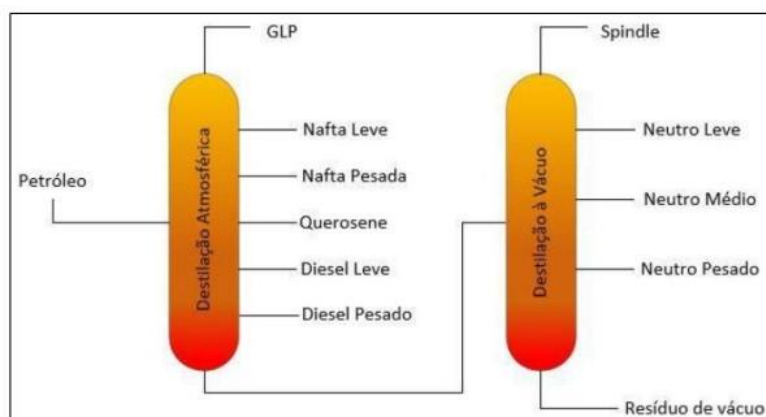 GLP
Nafta Leve
Nafta Pesada
Petróleo
Querosene
Diesel Leve
Diesel Pesado
Destilação Atmosférica
Spindle
Neutro Leve
Neutro Médio
Neutro Pesado
Destilação à Vácuo
Resíduo de vácuo